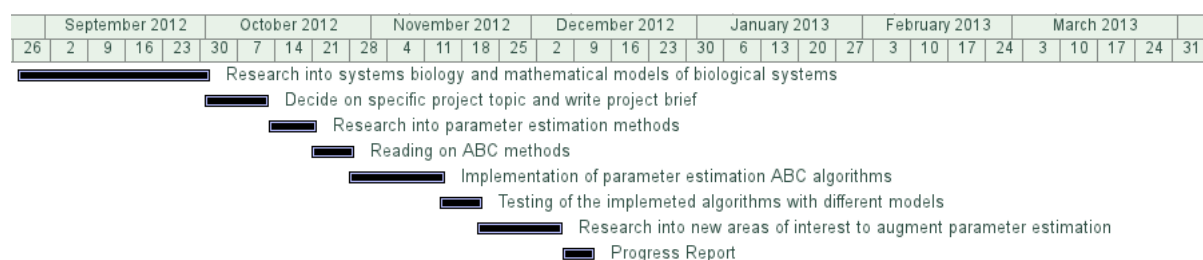 September 2012 October 2012 November 2012 December 2012 January 2013 February 2013 March 2013
26 2 9 16 23 30 7 14 21 28 4 11 18 25 2 9 16 23 30 6 13 20 27 3 10 17 24 3 10 17 24 31
Research into systems biology and mathematical models of biological systems
Decide on specific project topic and write project brief
Research into parameter estimation methods
Reading on ABC methods
Implementation of parameter estimation ABC algorithms
Testing of the implemeted algorithms with different models
Research into new areas of interest to augment parameter estimation
Progress Report